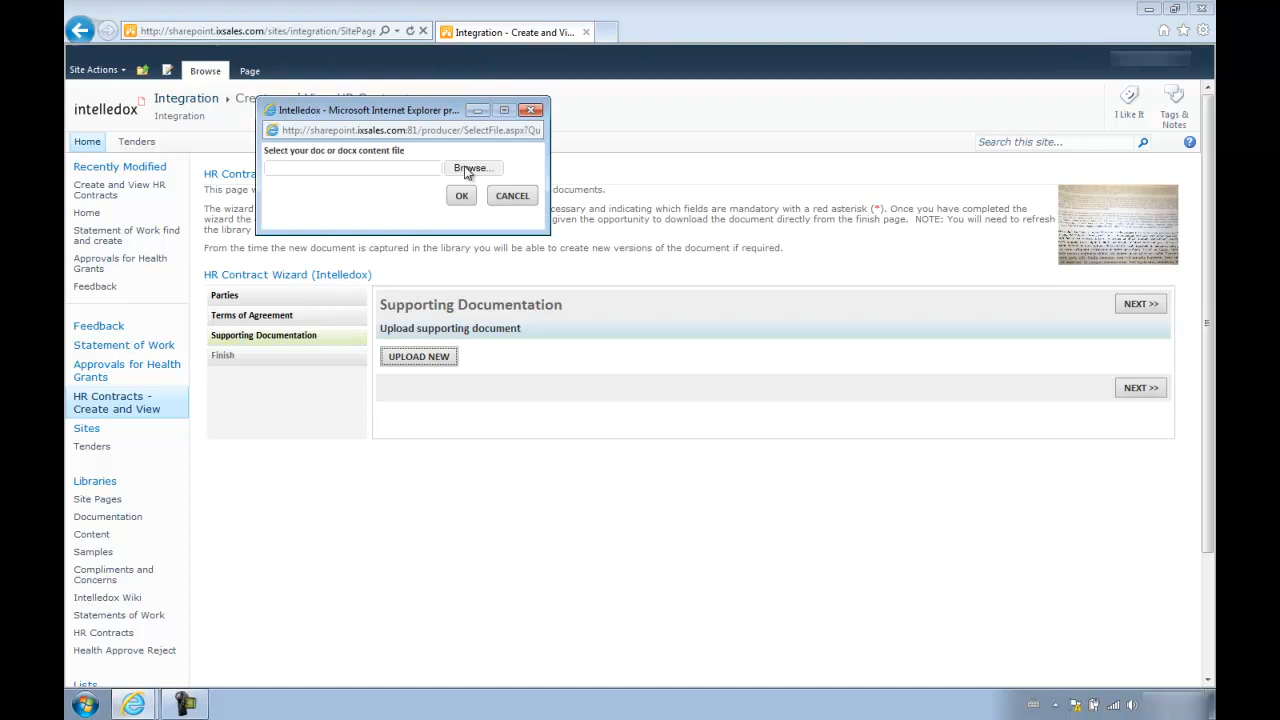 http://sharepoint.ixsales.com/sites/integration/SitePage
Integration - Create and Vi...
Site Actions
Browse
Page
intelledox
Integration
Integration
I Like It
Tags &
Notes
Home
Tenders
Search this site...
Intelledox - Microsoft Internet Explorer pr...
http://sharepoint.ixsales.com:81/producer/SelectFile.aspx?Qu
Select your doc or docx content file
Browse...
OK
CANCEL
Recently Modified
Create and View HR
Contracts
Home
Statement of Work find
and create
Approvals for Health
Grants
Feedback
Feedback
Statement of Work
Approvals for Health
Grants
HR Contracts -
Create and View
Sites
Tenders
Libraries
Site Pages
Documentation
Content
Samples
Compliments and
Concerns
Intelledox Wiki
Statements of Work
HR Contracts
Health Approve Reject
Lists
HR Contra
This page documents.
The wizard cessary and indicating which fields are mandatory with a red asterisk (*). Once you have completed the
wizard the given the opportunity to download the document directly from the finish page. NOTE: You will need to refresh
the library
From the time the new document is captured in the library you will be able to create new versions of the document if required.
HR Contract Wizard (Intelledox)
Parties
Terms of Agreement
Supporting Documentation
Finish
Supporting Documentation
NEXT >>
Upload supporting document
UPLOAD NEW
NEXT >>